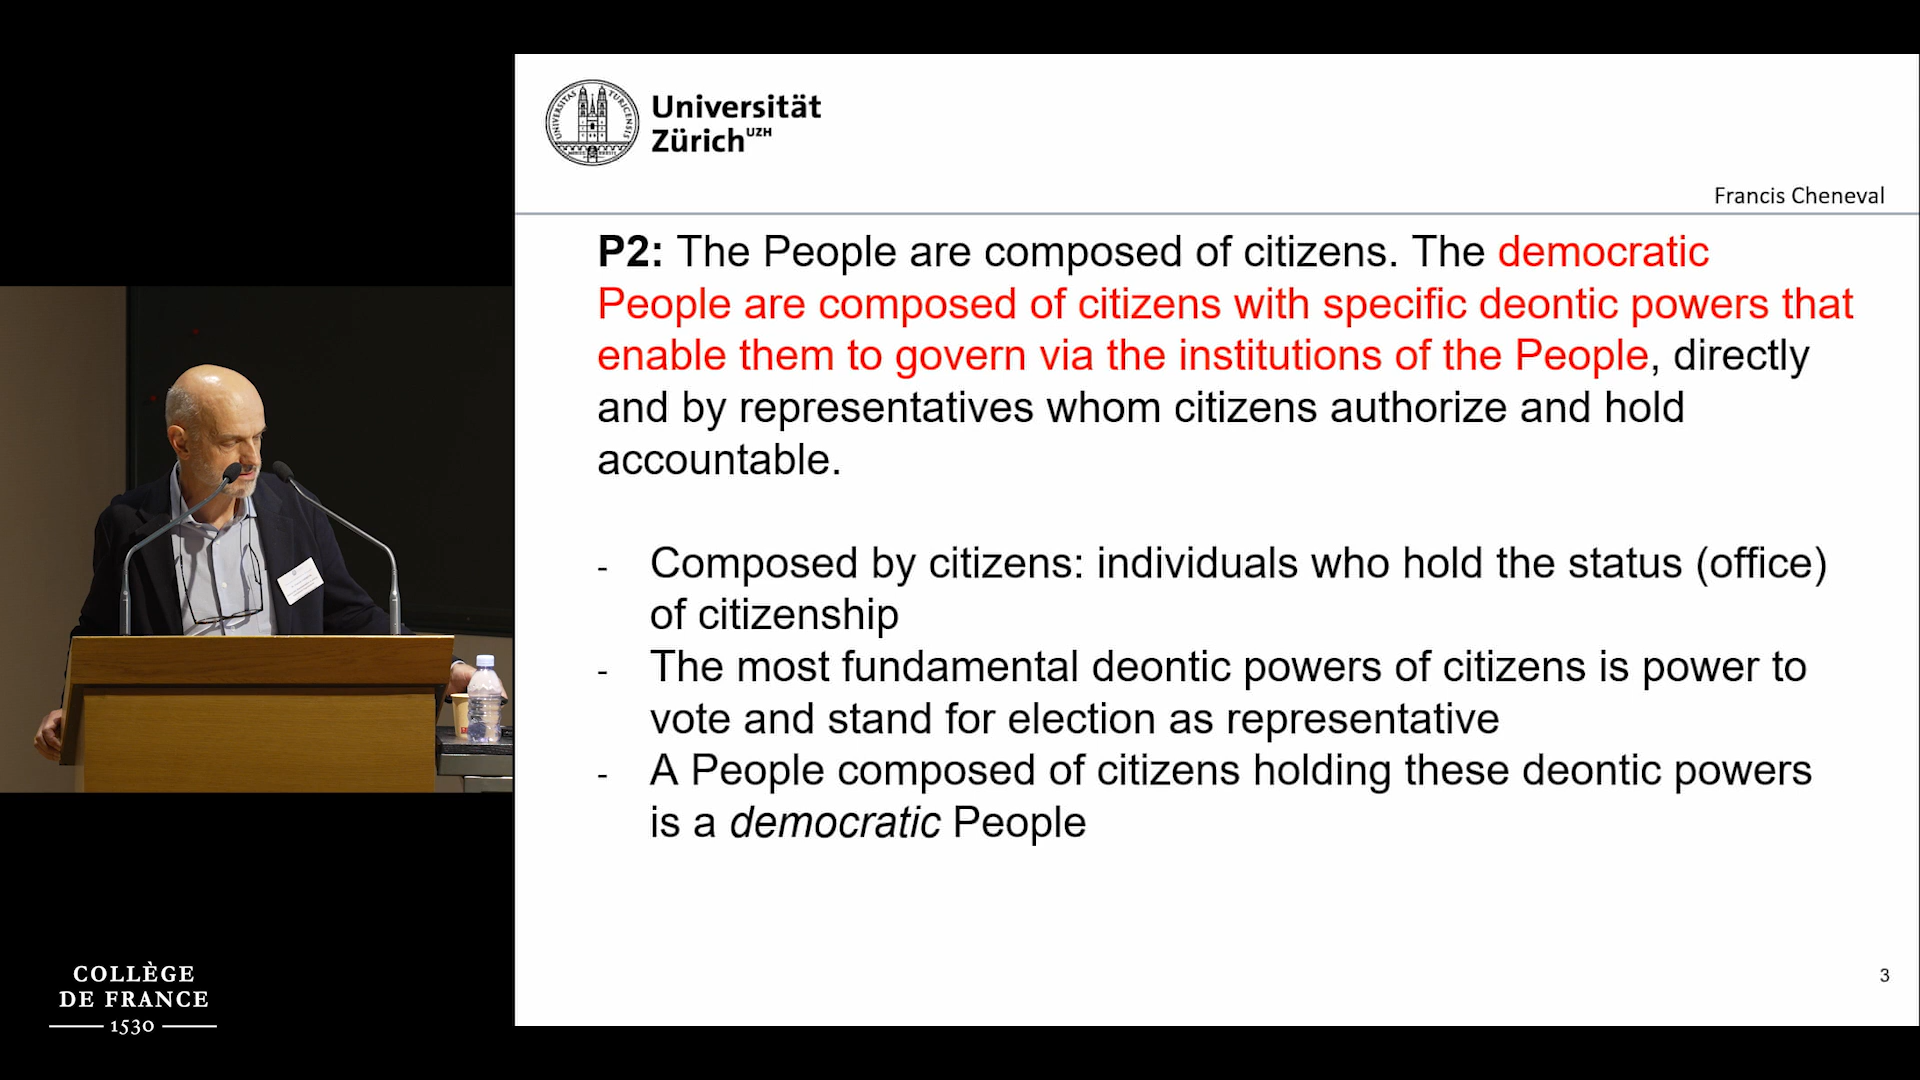 UNIVERSITAS TURICENSIS
Universität
Zürich UZH
Francis Cheneval
P2: The People are composed of citizens. The democratic
People are composed of citizens with specific deontic powers that
enable them to govern via the institutions of the People, directly
and by representatives whom citizens authorize and hold
accountable.
- Composed by citizens: individuals who hold the status (office)
of citizenship
- The most fundamental deontic powers of citizens is power to
vote and stand for election as representative
- A People composed of citizens holding these deontic powers
is a democratic People
3
COLLÈGE
DE FRANCE
1530